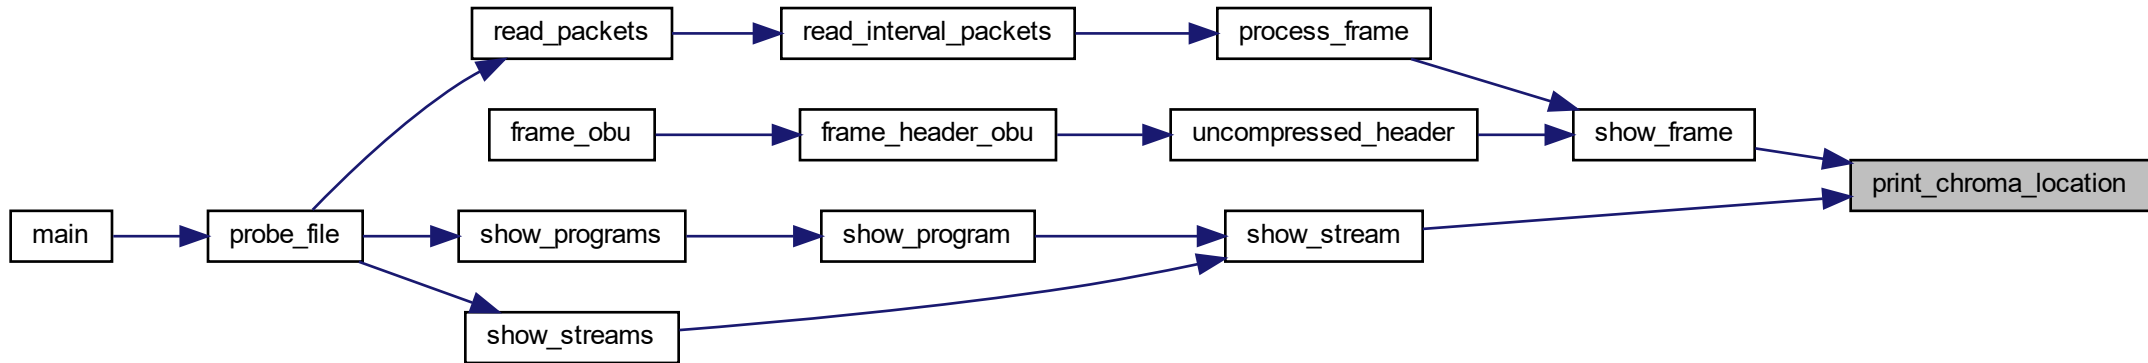 read_packets
read_interval_packets
process_frame
frame_obu
frame_header_obu
uncompressed_header
show_frame
print_chroma_location
main
probe_file
show_programs
show_program
show_stream
show_streams